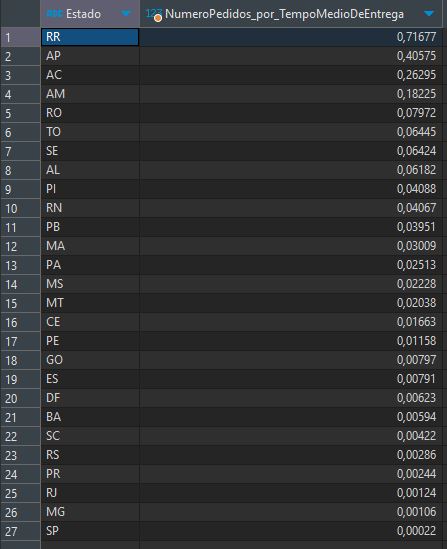 ABC Estado 123 NumeroPedidos_por_TempoMedioDeEntrega
1 RR 0,71677
2 AP 0,40575
3 AC 0,26295
4 AM 0,18225
5 RO 0,07972
6 TO 0,06445
7 SE 0,06424
8 AL 0,06182
9 PI 0,04088
10 RN 0,04067
11 PB 0,03951
12 MA 0,03009
13 PA 0,02513
14 MS 0,02228
15 MT 0,02038
16 CE 0,01663
17 PE 0,01158
18 GO 0,00797
19 ES 0,00791
20 DF 0,00623
21 BA 0,00594
22 SC 0,00422
23 RS 0,00286
24 PR 0,00244
25 RJ 0,00124
26 MG 0,00106
27 SP 0,00022